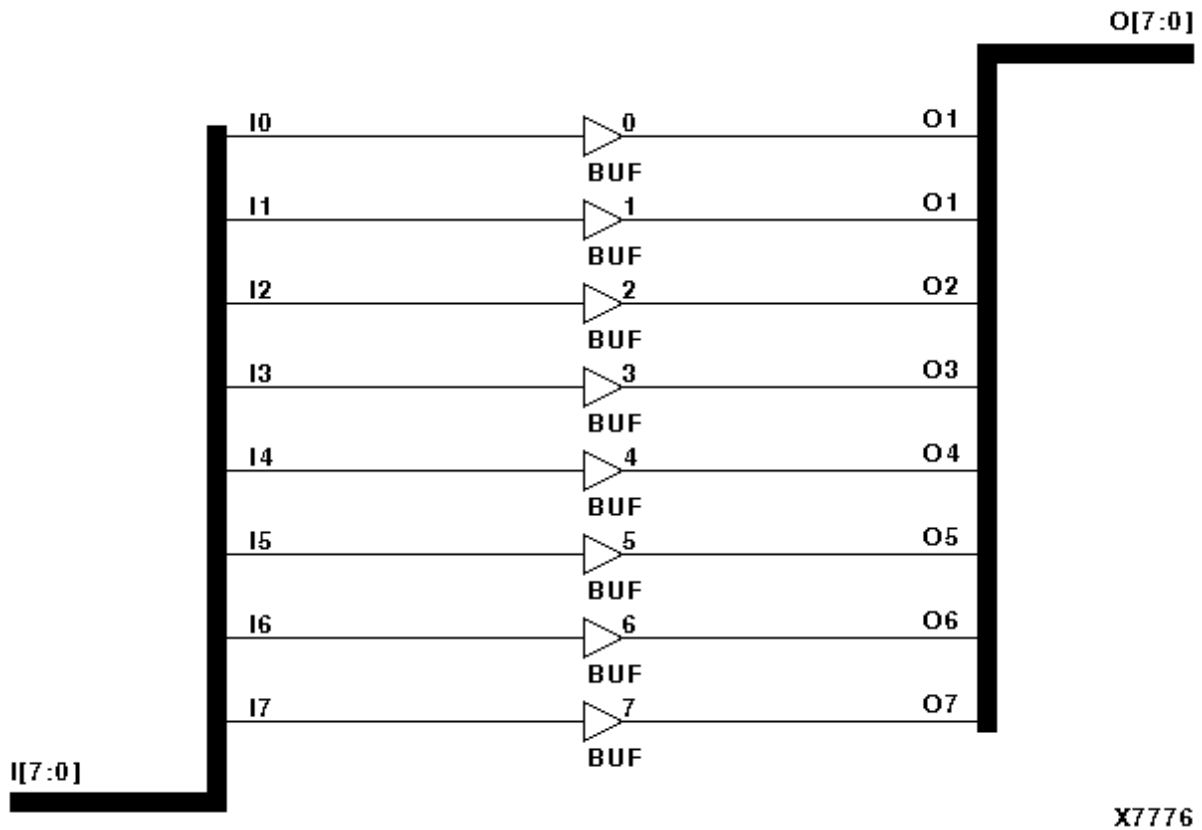 O[7:0]
I0 0 O1
BUF
I1 1 O1
BUF
I2 2 O2
BUF
I3 3 O3
BUF
I4 4 O4
BUF
I5 5 O5
BUF
I6 6 O6
BUF
I7 7 O7
BUF
I[7:0]
X7776